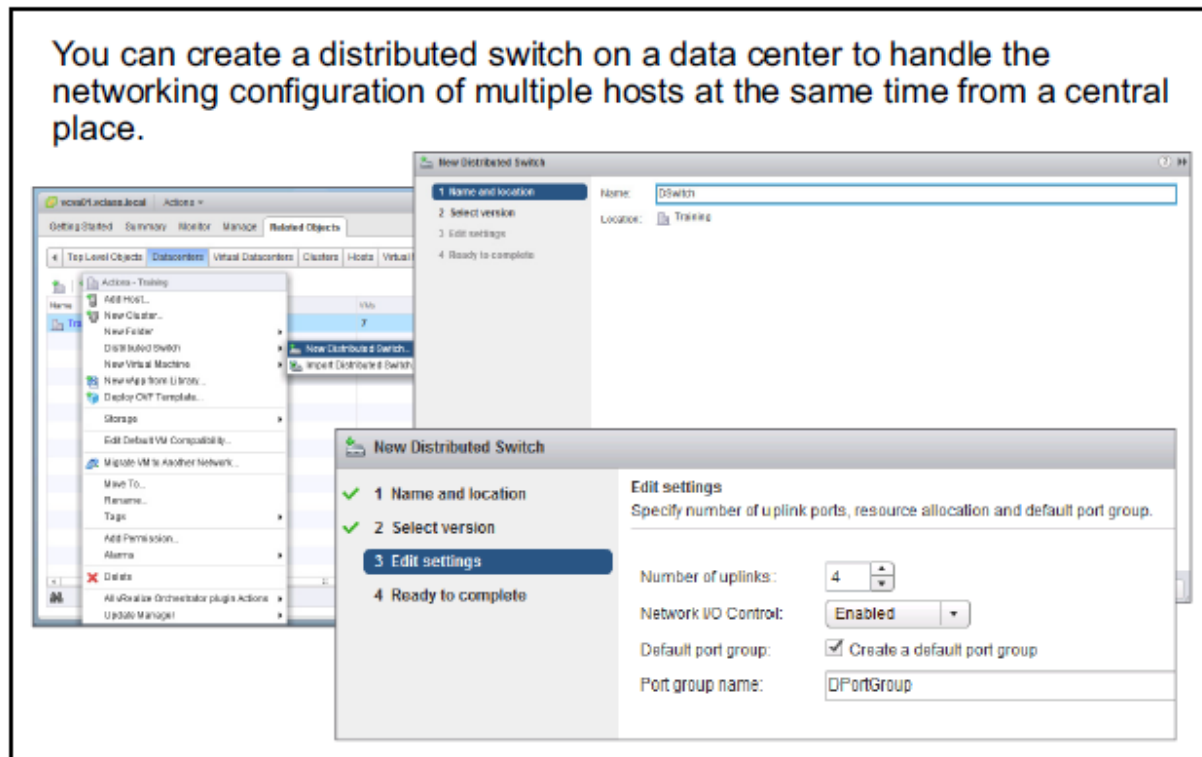 You can create a distributed switch on a data center to handle the
networking configuration of multiple hosts at the same time from a central
place.
vcva01.vclass.local Actions
Getting Started Summary Monitor Manage Related Objects
Top Level Objects Datacenters Virtual Datacenters Clusters Hosts
Actions - Training
Name
VMs
7
Add Host...
New Cluster...
New Folder
Distributed Switch
New Virtual Machine
New vApp from Library...
Deploy OVF Template...
Storage
Edit Default VM Compatibility...
Migrate VM to Another Network...
Move To...
Rename...
Tags
Add Permission...
Alarms
Delete
All vRealize Orchestrator plugin Actions
Update Manager
New Distributed Switch...
Import Distributed Switch
New Distributed Switch
1 Name and location
2 Select version
3 Edit settings
4 Ready to complete
Name: DSwitch
Location: Training
New Distributed Switch
1 Name and location
2 Select version
3 Edit settings
4 Ready to complete
Edit settings
Specify number of uplink ports, resource allocation and default port group.
Number of uplinks: 4
Network I/O Control: Enabled
Default port group: Create a default port group
Port group name: DPortGroup